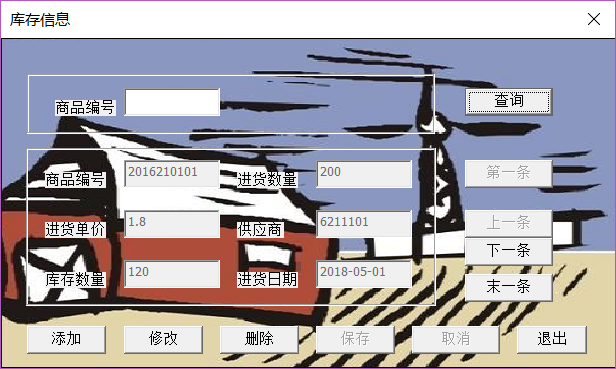 库存信息
商品编号
查询
商品编号 2016210101 进货数量 200
第一条
进货单价 1.8 供应商 6211101
上一条
下一条
库存数量 120 进货日期 2018-05-01
末一条
添加 修改 删除 保存 取消 退出